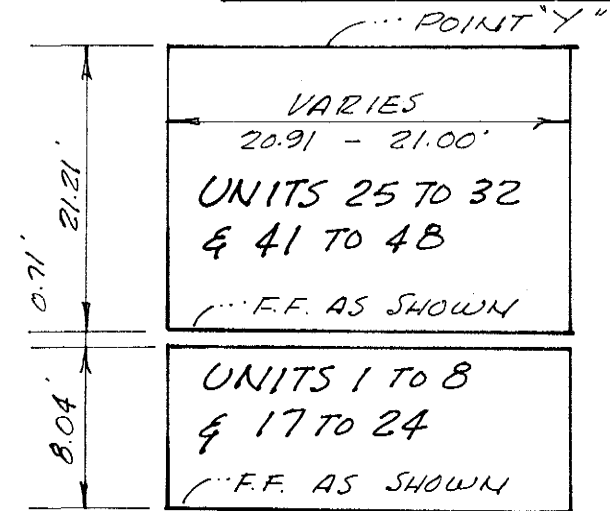 POINT "Y"
VARIES
20.91 - 21.00'
UNITS 25 TO 32
& 41 TO 48
F.F. AS SHOWN
UNITS 1 TO 8
& 17 TO 24
F.F. AS SHOWN
21.21'
0.71'
8.04'